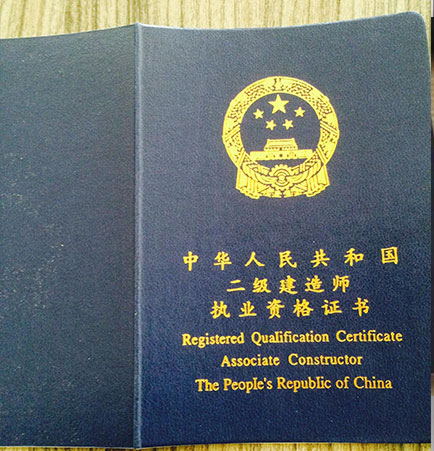 中华人民共和国
二级建造师
执业资格证书
Registered Qualification Certificate
Associate Constructor
The People's Republic of China